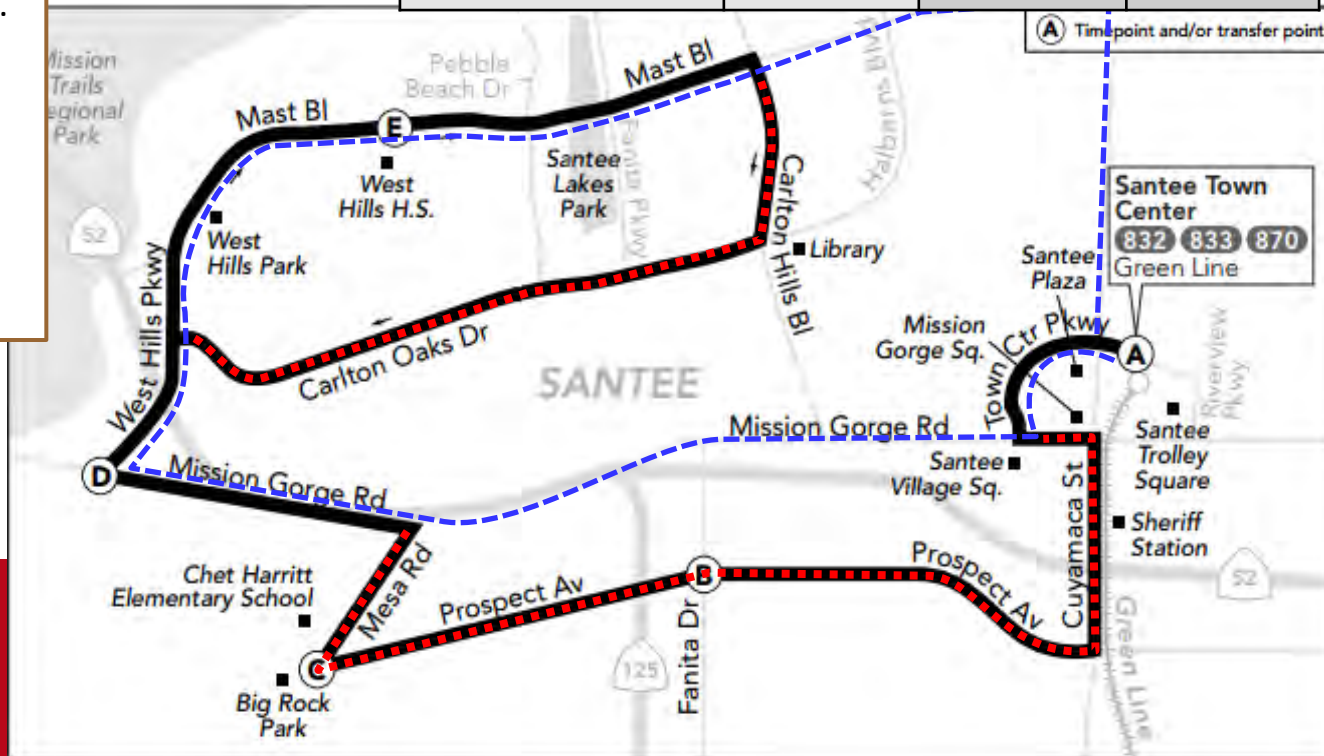 .
Mission
Trails
Regional
Park
Pebble
Beach Dr
Mast Bl
Mast Bl
Halberns Blvd
A Timepoint and/or transfer point
E
West
Hills H.S.
Santee
Lakes
Park
Fanita Pkwy
Carlton Hills Bl
Library
52
West
Hills Park
West Hills Pkwy
Carlton Oaks Dr
SANTEE
Santee Town
Center
832 833 870
Green Line
Santee
Plaza
Mission
Gorge Sq.
Town Ctr Pkwy
A
Riverview
Pkwy
Mission Gorge Rd
Santee
Village Sq.
Santee
Trolley
Square
D
Mission Gorge Rd
Cuyamaca St
Sheriff
Station
Chet Harritt
Elementary School
Mesa Rd
Prospect Av
B
Prospect Av
52
C
Big Rock
Park
125
Fanita Dr
Green Line